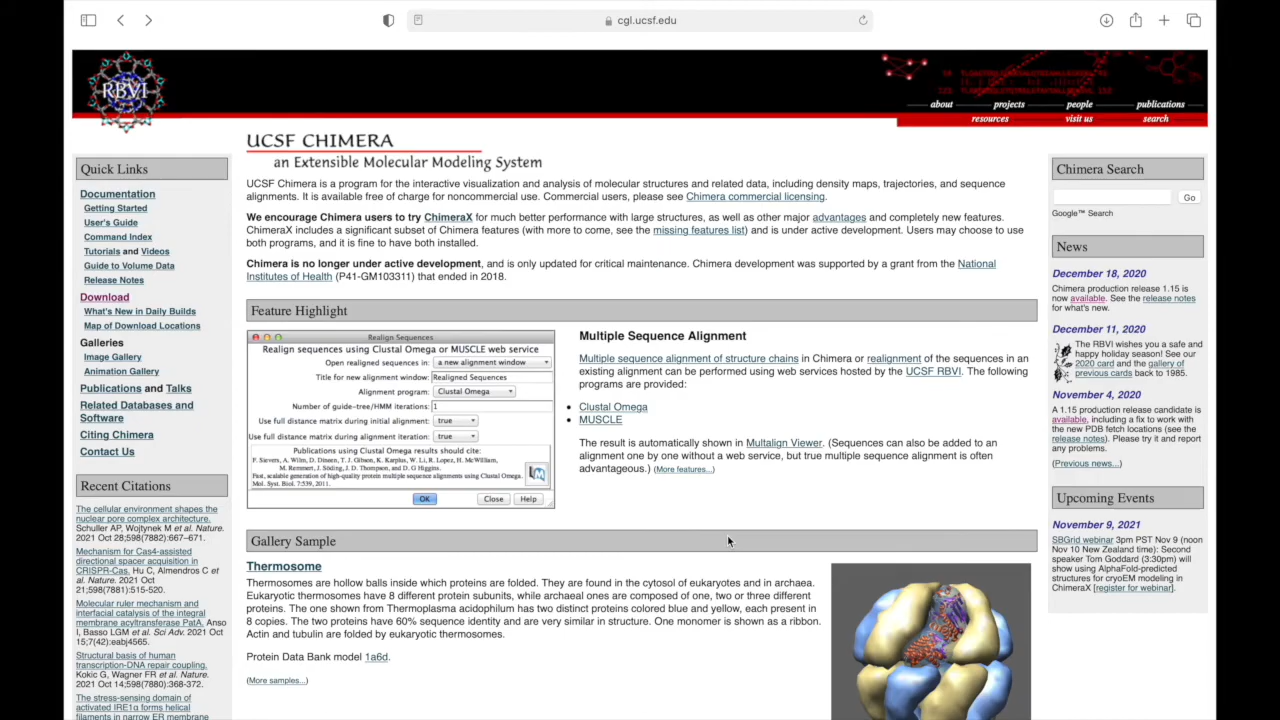 cgl.ucsf.edu
RBVI
about
projects
people
publications
resources
visit us
search
UCSF CHIMERA
an Extensible Molecular Modeling System
Quick Links
Documentation
Getting Started
User's Guide
Command Index
Tutorials and Videos
Guide to Volume Data
Release Notes
Download
What's New in Daily Builds
Map of Download Locations
Galleries
Image Gallery
Animation Gallery
Publications and Talks
Related Databases and
Software
Citing Chimera
Contact Us
Recent Citations
The cellular environment shapes the
nuclear pore complex architecture.
Schuller AP, Wojtynek M et al. Nature.
2021 Oct 28;598(7882):667–671.
Mechanism for Cas4-assisted
directional spacer acquisition in
CRISPR-Cas. Hu C, Almendros C et
al. Nature. 2021 Oct
21;598(7881):515-520.
Molecular ruler mechanism and
interfacial catalysis of the integral
membrane acyltransferase PatA. Anso
I, Basso LGM et al. Sci Adv. 2021 Oct
15;7(42):eabj4565.
Structural basis of human
transcription-DNA repair coupling.
Kokic G, Wagner FR et al. Nature.
2021 Oct 14;598(7880):368-372.
The stress-sensing domain of
activated IRE1α forms helical
filaments in narrow ER membrane
UCSF Chimera is a program for the interactive visualization and analysis of molecular structures and related data, including density maps, trajectories, and sequence
alignments. It is available free of charge for noncommercial use. Commercial users, please see Chimera commercial licensing.
We encourage Chimera users to try ChimeraX for much better performance with large structures, as well as other major advantages and completely new features.
ChimeraX includes a significant subset of Chimera features (with more to come, see the missing features list) and is under active development. Users may choose to use
both programs, and it is fine to have both installed.
Chimera is no longer under active development, and is only updated for critical maintenance. Chimera development was supported by a grant from the National
Institutes of Health (P41-GM103311) that ended in 2018.
Feature Highlight
Realign Sequences
Realign sequences using Clustal Omega or MUSCLE web service
Open realigned sequences in: a new alignment window
Title for new alignment window: Realigned Sequences
Alignment program: Clustal Omega
Number of guide-tree/HMM iterations: 1
Use full distance matrix during initial alignment: true
Use full distance matrix during alignment iteration: true
Publications using Clustal Omega results should cite:
F. Sievers, A. Wilm, D. Dineen, T. J. Gibson, K. Karplus, W. Li, R. Lopez, H. McWilliam,
M. Remmert, J. Söding, J. D. Thompson, and D. G Higgins.
Fast, scalable generation of high-quality protein multiple sequence alignments using Clustal Omega.
Mol. Syst. Biol. 7:539, 2011.
OK
Close
Help
Multiple Sequence Alignment
Multiple sequence alignment of structure chains in Chimera or realignment of the sequences in an
existing alignment can be performed using web services hosted by the UCSF RBVI. The following
programs are provided:
• Clustal Omega
• MUSCLE
The result is automatically shown in Multalign Viewer. (Sequences can also be added to an
alignment one by one without a web service, but true multiple sequence alignment is often
advantageous.) (More features...)
Gallery Sample
Thermosome
Thermosomes are hollow balls inside which proteins are folded. They are found in the cytosol of eukaryotes and in archaea.
Eukaryotic thermosomes have 8 different protein subunits, while archaeal ones are composed of one, two or three different
proteins. The one shown from Thermoplasma acidophilum has two distinct proteins colored blue and yellow, each present in
8 copies. The two proteins have 60% sequence identity and are very similar in structure. One monomer is shown as a ribbon.
Actin and tubulin are folded by eukaryotic thermosomes.
Protein Data Bank model 1a6d.
(More samples...)
Chimera Search
Go
Google™ Search
News
December 18, 2020
Chimera production release 1.15 is
now available. See the release notes
for what's new.
December 11, 2020
The RBVI wishes you a safe and
happy holiday season! See our
2020 card and the gallery of
previous cards back to 1985.
November 4, 2020
A 1.15 production release candidate is
available, including a fix to work with
the new PDB fetch locations (see the
release notes). Please try it and report
any problems.
(Previous news...)
Upcoming Events
November 9, 2021
SBGrid webinar 3pm PST Nov 9 (noon
Nov 10 New Zealand time): Second
speaker Tom Goddard (3:30pm) will
show using AlphaFold-predicted
structures for cryoEM modeling in
ChimeraX [register for webinar].